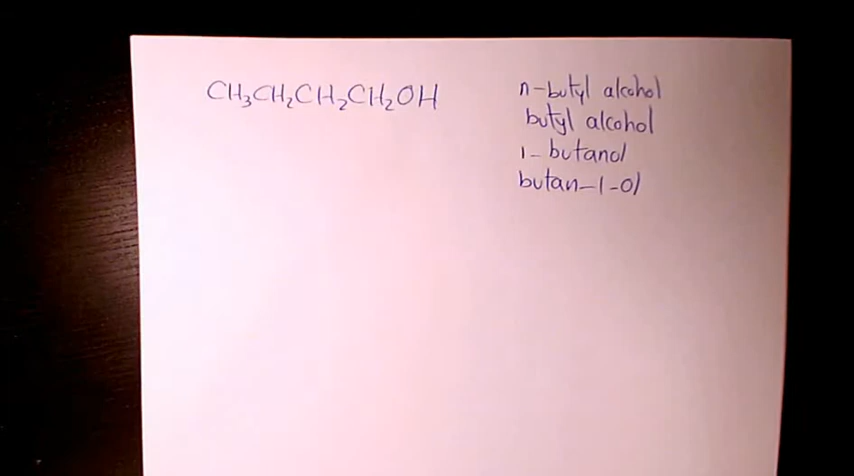 CH₃CH₂CH₂CH₂OH
n-butyl alcohol
butyl alcohol
1-butanol
butan-1-ol